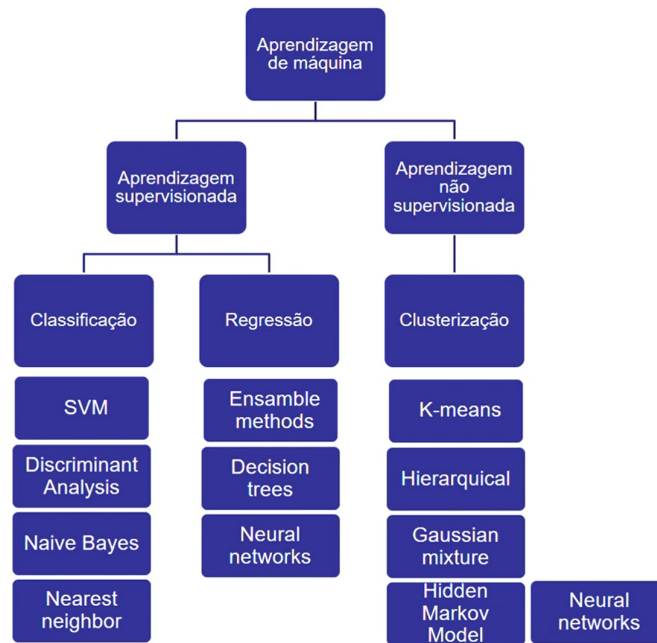 Aprendizagem
de máquina
Aprendizagem
supervisionada
Aprendizagem
não
supervisionada
Classificação
Regressão
Clusterização
SVM
Ensamble
methods
K-means
Discriminant
Analysis
Decision
trees
Hierarquical
Naive Bayes
Neural
networks
Gaussian
mixture
Nearest
neighbor
Hidden
Markov
Model
Neural
networks